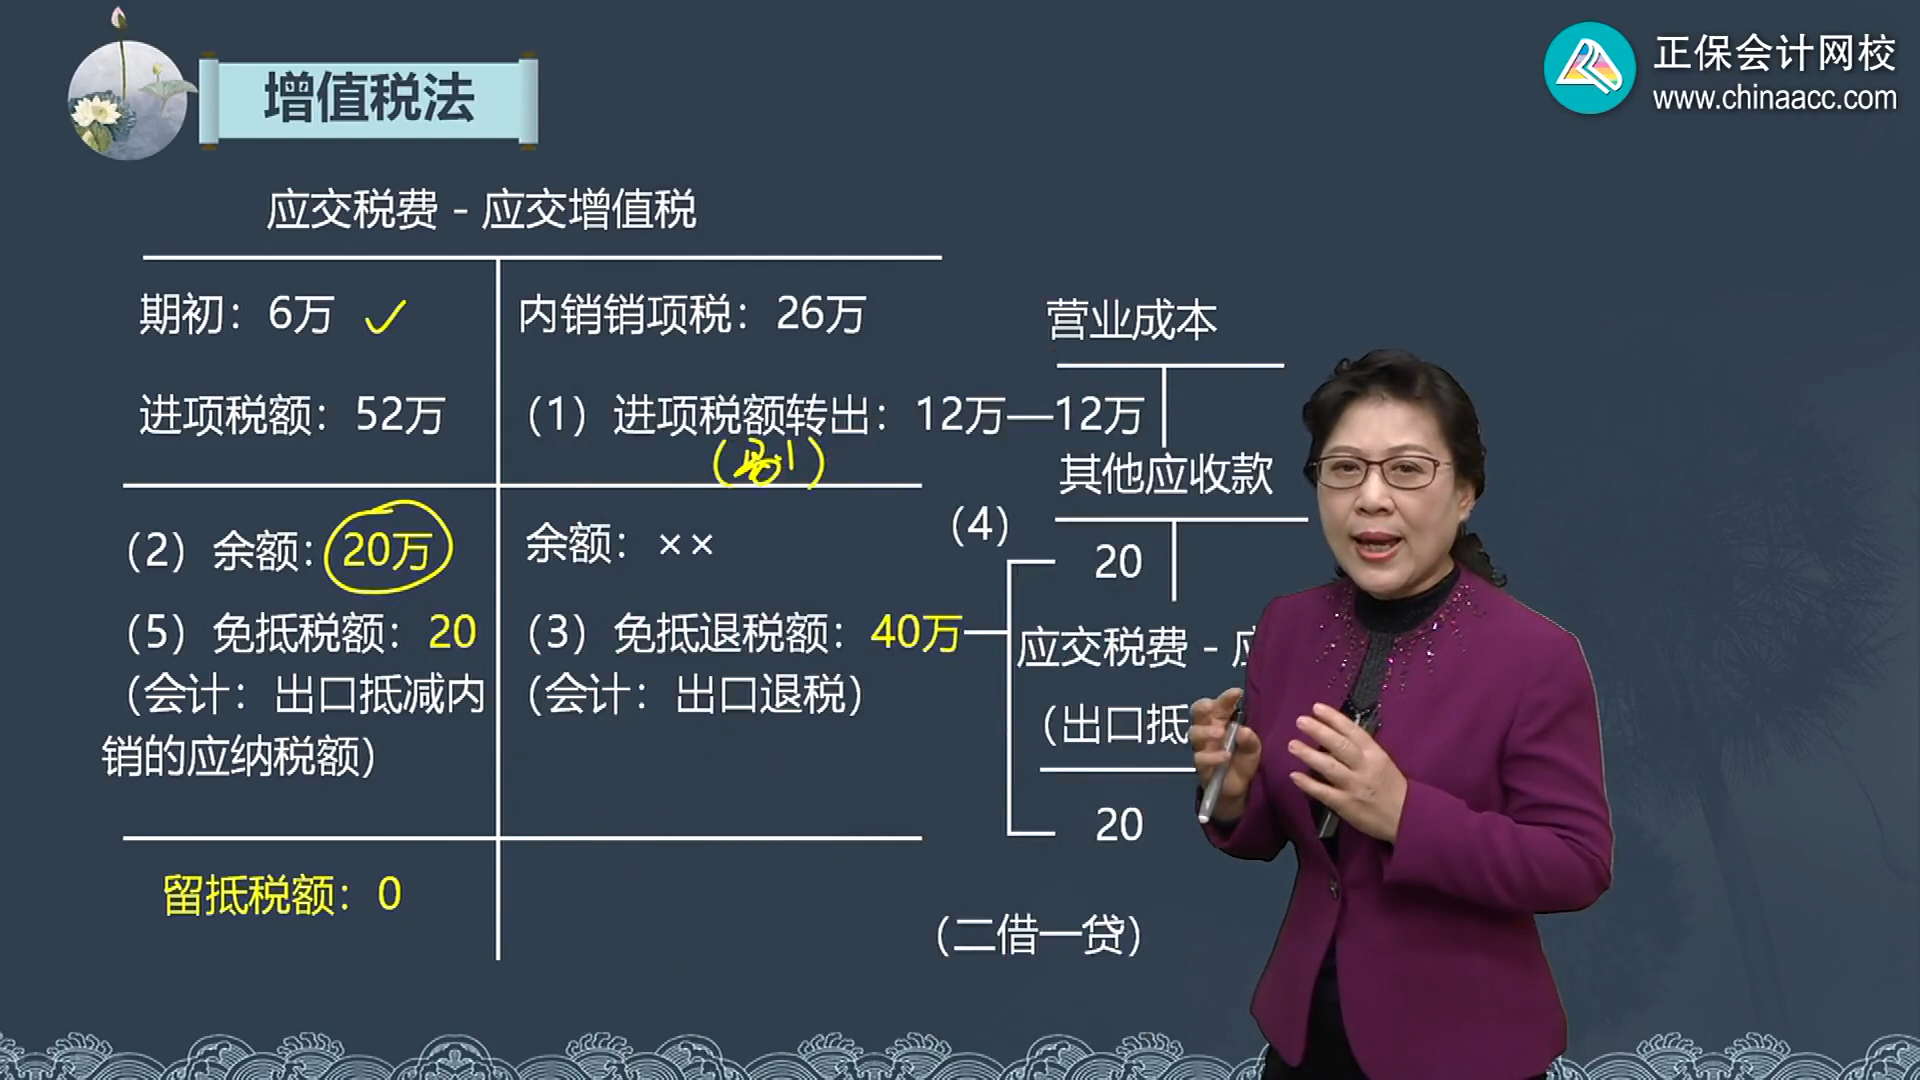 增值税法
正保会计网校
www.chinaacc.com
应交税费 - 应交增值税
期初：6万
内销销项税：26万
进项税额：52万
（1）进项税额转出：12万—12万
（剔）
（2）余额：20万
余额：××
（5）免抵税额：20
（会计：出口抵减内
销的应纳税额）
（3）免抵退税额：40万
（会计：出口退税）
留抵税额：0
营业成本
其他应收款
（4）
20
应交税费 - 应
（出口抵
20
（二借一贷）